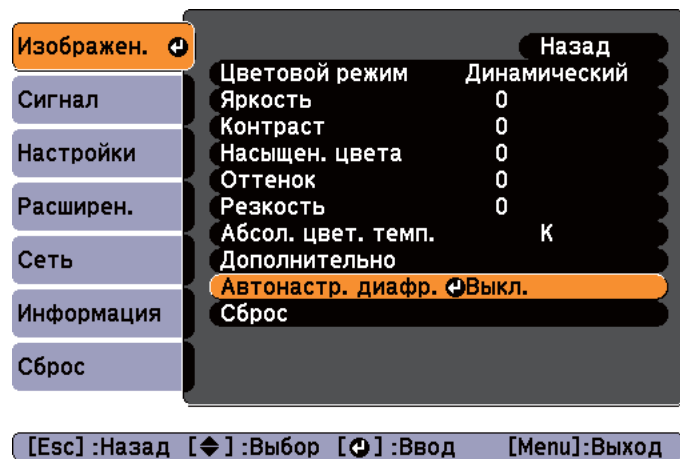 Изображен.
Сигнал
Настройки
Расширен.
Сеть
Информация
Сброс
Назад
Цветовой режим Динамический
Яркость 0
Контраст 0
Насыщен. цвета 0
Оттенок 0
Резкость 0
Абсол. цвет. темп. K
Дополнительно
Автонастр. диафр. Выкл.
Сброс
[Esc] :Назад [◆] :Выбор [⏎] :Ввод [Menu]:Выход